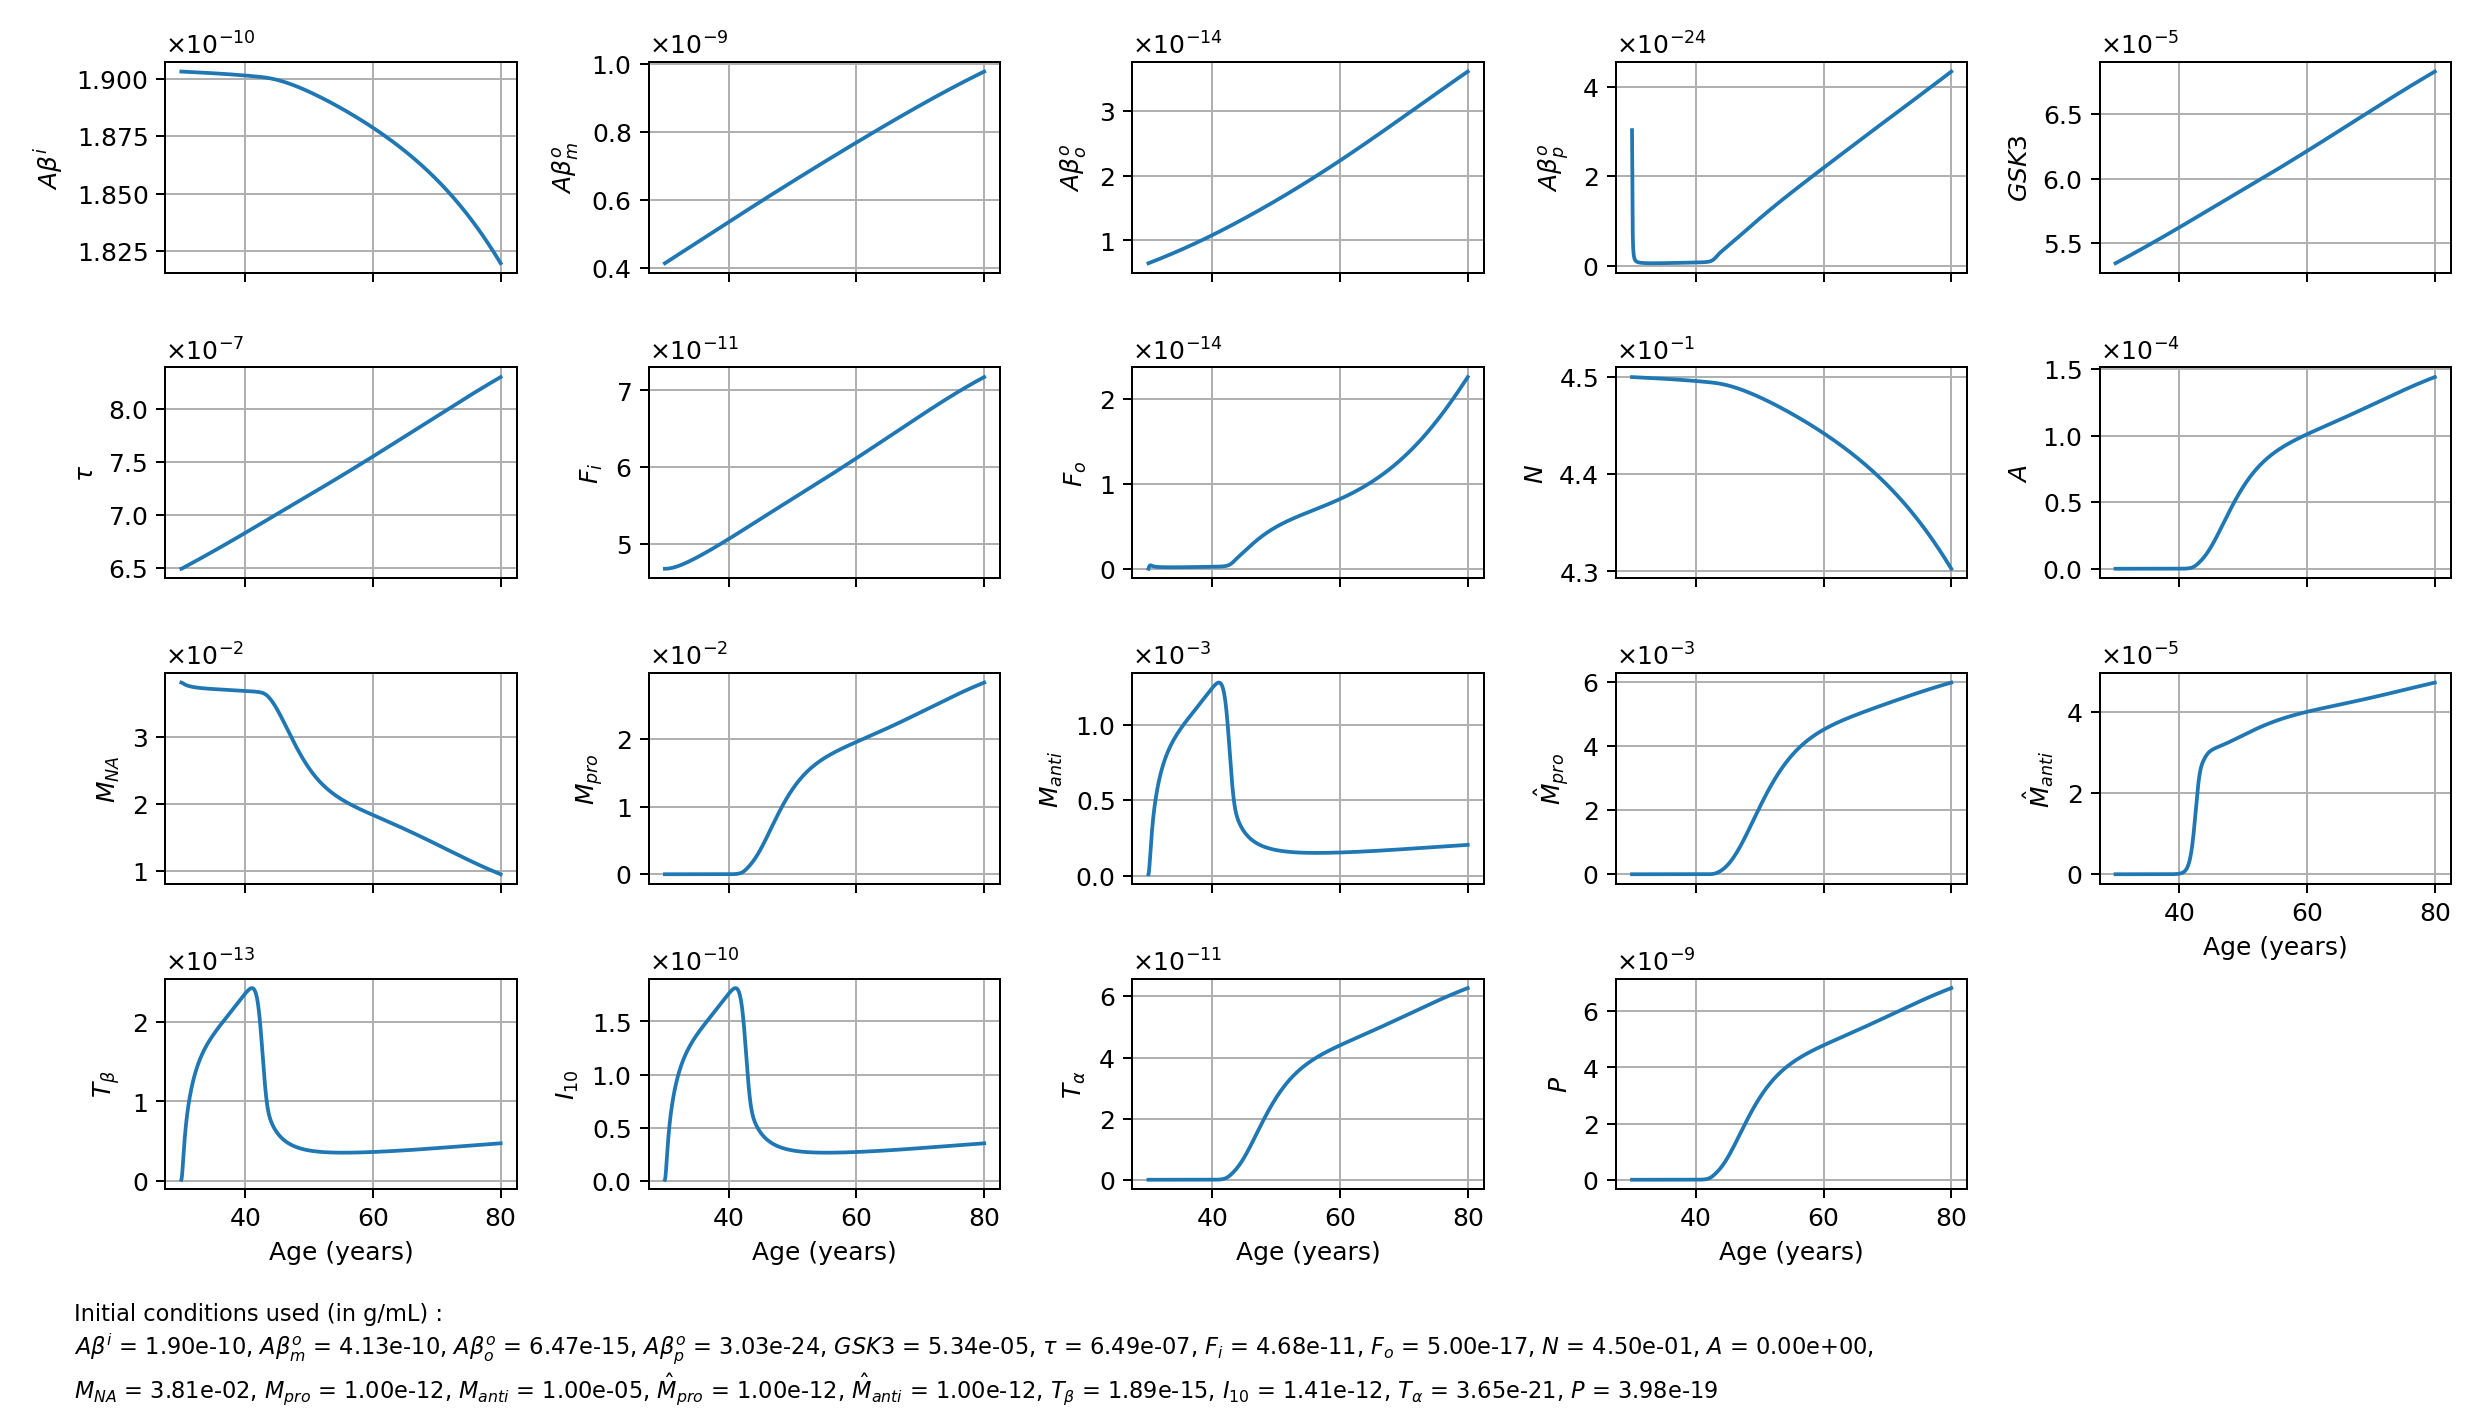 ×10⁻¹⁰ ×10⁻⁹ ×10⁻¹⁴ ×10⁻²⁴ ×10⁻⁵
Aβⁱ 1.900 1.875 1.850 1.825
Aβₘᵒ 1.0 0.8 0.6 0.4
Aβₒᵒ 3 2 1
Aβₚᵒ 4 2 0
GSK3 6.5 6.0 5.5
×10⁻⁷ ×10⁻¹¹ ×10⁻¹⁴ ×10⁻¹ ×10⁻⁴
τ 8.0 7.5 7.0 6.5
Fᵢ 7 6 5
Fₒ 2 1 0
N 4.5 4.4 4.3
A 1.5 1.0 0.5 0.0
×10⁻² ×10⁻² ×10⁻³ ×10⁻³ ×10⁻⁵
M_NA 3 2 1
M_pro 2 1 0
M_anti 1.0 0.5 0.0
M̂_pro 6 4 2 0
M̂_anti 4 2 0
40 60 80
Age (years)
×10⁻¹³ ×10⁻¹⁰ ×10⁻¹¹ ×10⁻⁹
T_β 2 1 0
I₁₀ 1.5 1.0 0.5 0.0
T_α 6 4 2 0
P 6 4 2 0
40 60 80 40 60 80 40 60 80 40 60 80
Age (years) Age (years) Age (years) Age (years)
Initial conditions used (in g/mL) :
Aβⁱ = 1.90e-10, Aβₘᵒ = 4.13e-10, Aβₒᵒ = 6.47e-15, Aβₚᵒ = 3.03e-24, GSK3 = 5.34e-05, τ = 6.49e-07, Fᵢ = 4.68e-11, Fₒ = 5.00e-17, N = 4.50e-01, A = 0.00e+00,
M_NA = 3.81e-02, M_pro = 1.00e-12, M_anti = 1.00e-05, M̂_pro = 1.00e-12, M̂_anti = 1.00e-12, T_β = 1.89e-15, I₁₀ = 1.41e-12, T_α = 3.65e-21, P = 3.98e-19